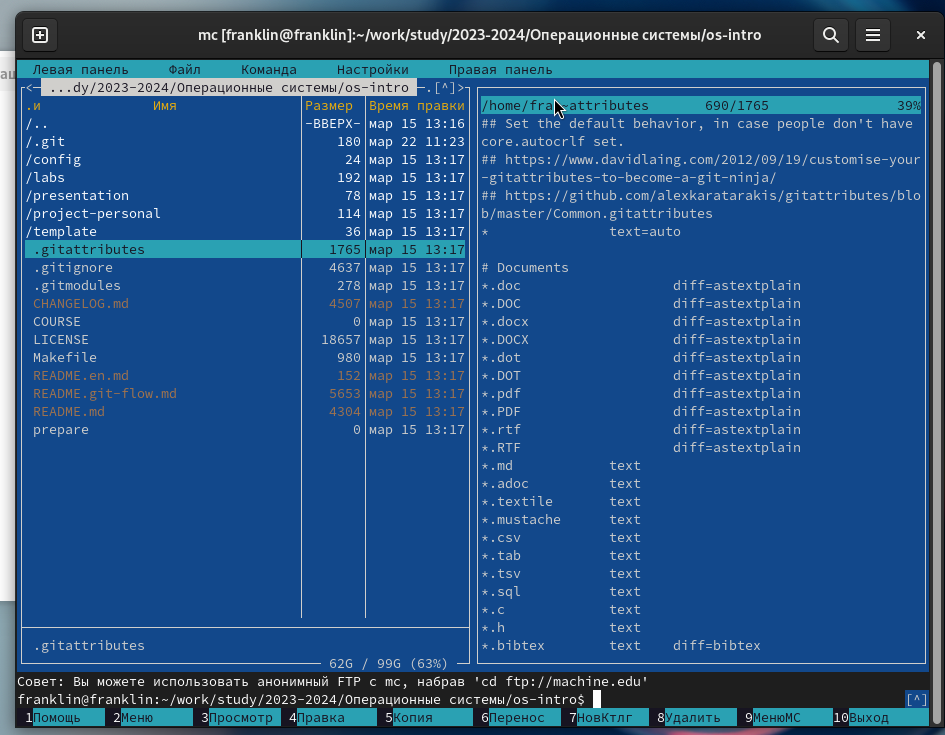 mc [franklin@franklin]:~/work/study/2023-2024/Операционные системы/os-intro
Левая панель Файл Команда Настройки Правая панель
<— ...dy/2023-2024/Операционные системы/os-intro —.[^]>
.и Имя Размер Время правки
/.. -ВВЕРХ- мар 15 13:16
/.git 180 мар 22 11:23
/config 24 мар 15 13:17
/labs 192 мар 15 13:17
/presentation 78 мар 15 13:17
/project-personal 114 мар 15 13:17
/template 36 мар 15 13:17
.gitattributes 1765 мар 15 13:17
.gitignore 4637 мар 15 13:17
.gitmodules 278 мар 15 13:17
CHANGELOG.md 4507 мар 15 13:17
COURSE 0 мар 15 13:17
LICENSE 18657 мар 15 13:17
Makefile 980 мар 15 13:17
README.en.md 152 мар 15 13:17
README.git-flow.md 5653 мар 15 13:17
README.md 4304 мар 15 13:17
prepare 0 мар 15 13:17
.gitattributes
62G / 99G (63%)
/home/fra~attributes 690/1765 39%
## Set the default behavior, in case people don't have
core.autocrlf set.
## https://www.davidlaing.com/2012/09/19/customise-your
-gitattributes-to-become-a-git-ninja/
## https://github.com/alexkaratarakis/gitattributes/blo
b/master/Common.gitattributes
* text=auto
# Documents
*.doc diff=astextplain
*.DOC diff=astextplain
*.docx diff=astextplain
*.DOCX diff=astextplain
*.dot diff=astextplain
*.DOT diff=astextplain
*.pdf diff=astextplain
*.PDF diff=astextplain
*.rtf diff=astextplain
*.RTF diff=astextplain
*.md text
*.adoc text
*.textile text
*.mustache text
*.csv text
*.tab text
*.tsv text
*.sql text
*.c text
*.h text
*.bibtex text diff=bibtex
Совет: Вы можете использовать анонимный FTP с mc, набрав 'cd ftp://machine.edu'
franklin@franklin:~/work/study/2023-2024/Операционные системы/os-intro$ [^]
1Помощь 2Меню 3Просмотр 4Правка 5Копия 6Перенос 7НовКтлг 8Удалить 9МенюМС 10Выход